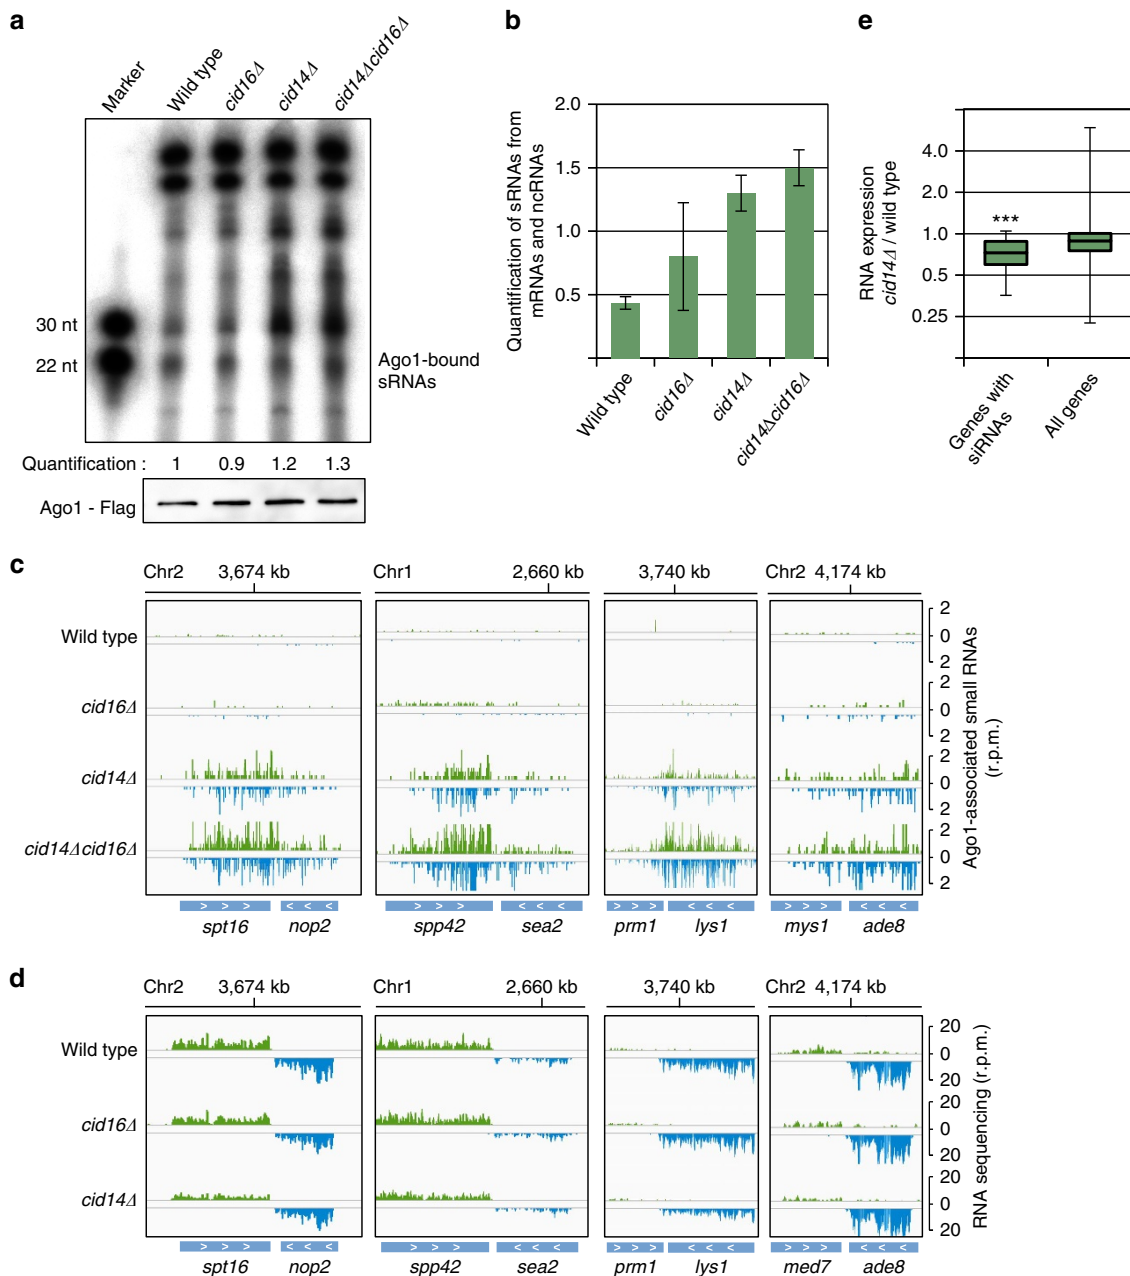 a
Marker
Wild type
cid16Δ
cid14Δ
cid14Δcid16Δ
30 nt
22 nt
Ago1-bound
sRNAs
Quantification : 1 0.9 1.2 1.3
Ago1 - Flag
b
Quantification of sRNAs from
mRNAs and ncRNAs
2.0
1.5
1.0
0.5
Wild type
cid16Δ
cid14Δ
cid14Δcid16Δ
e
RNA expression
cid14Δ / wild type
4.0
2.0
1.0
0.5
0.25
***
Genes with
siRNAs
All genes
c
Chr2 3,674 kb
Chr1 2,660 kb
3,740 kb
Chr2 4,174 kb
Wild type
cid16Δ
cid14Δ
cid14Δcid16Δ
2
0
2
2
0
2
2
0
2
2
0
2
Ago1-associated small RNAs
(r.p.m.)
> > >
< < <
> > >
< < <
> > >
< < <
> > >
< < <
spt16 nop2
spp42 sea2
prm1 lys1
mys1 ade8
d
Chr2 3,674 kb
Chr1 2,660 kb
3,740 kb
Chr2 4,174 kb
Wild type
cid16Δ
cid14Δ
20
0
20
20
0
20
20
0
20
RNA sequencing (r.p.m.)
> > >
< < <
> > >
< < <
> > >
< < <
> > >
< < <
spt16 nop2
spp42 sea2
prm1 lys1
med7 ade8